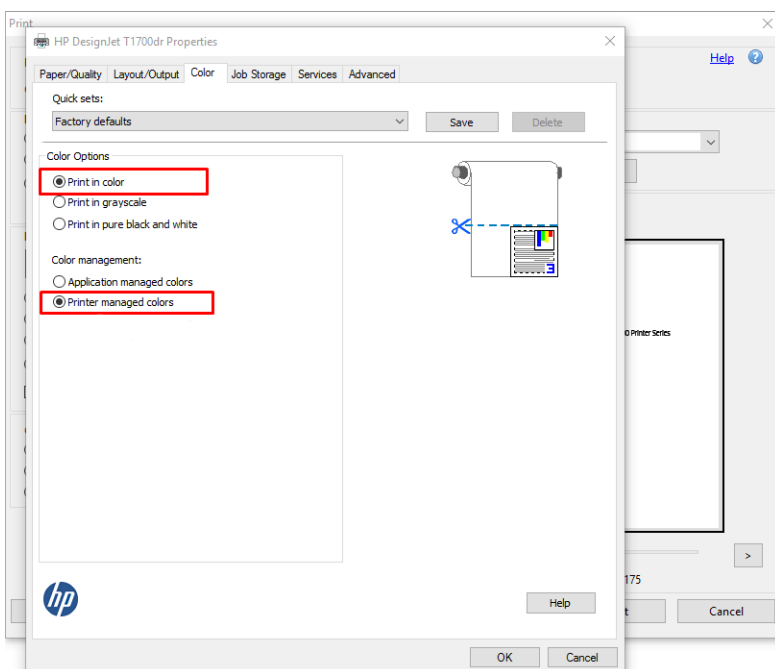 Print
HP DesignJet T1700dr Properties
Help
Paper/Quality Layout/Output Color Job Storage Services Advanced
Quick sets:
Factory defaults
Save
Delete
Color Options
Print in color
Print in grayscale
Print in pure black and white
Color management:
Application managed colors
Printer managed colors
3
0 Printer Series
>
175
hp
Help
t
Cancel
OK
Cancel